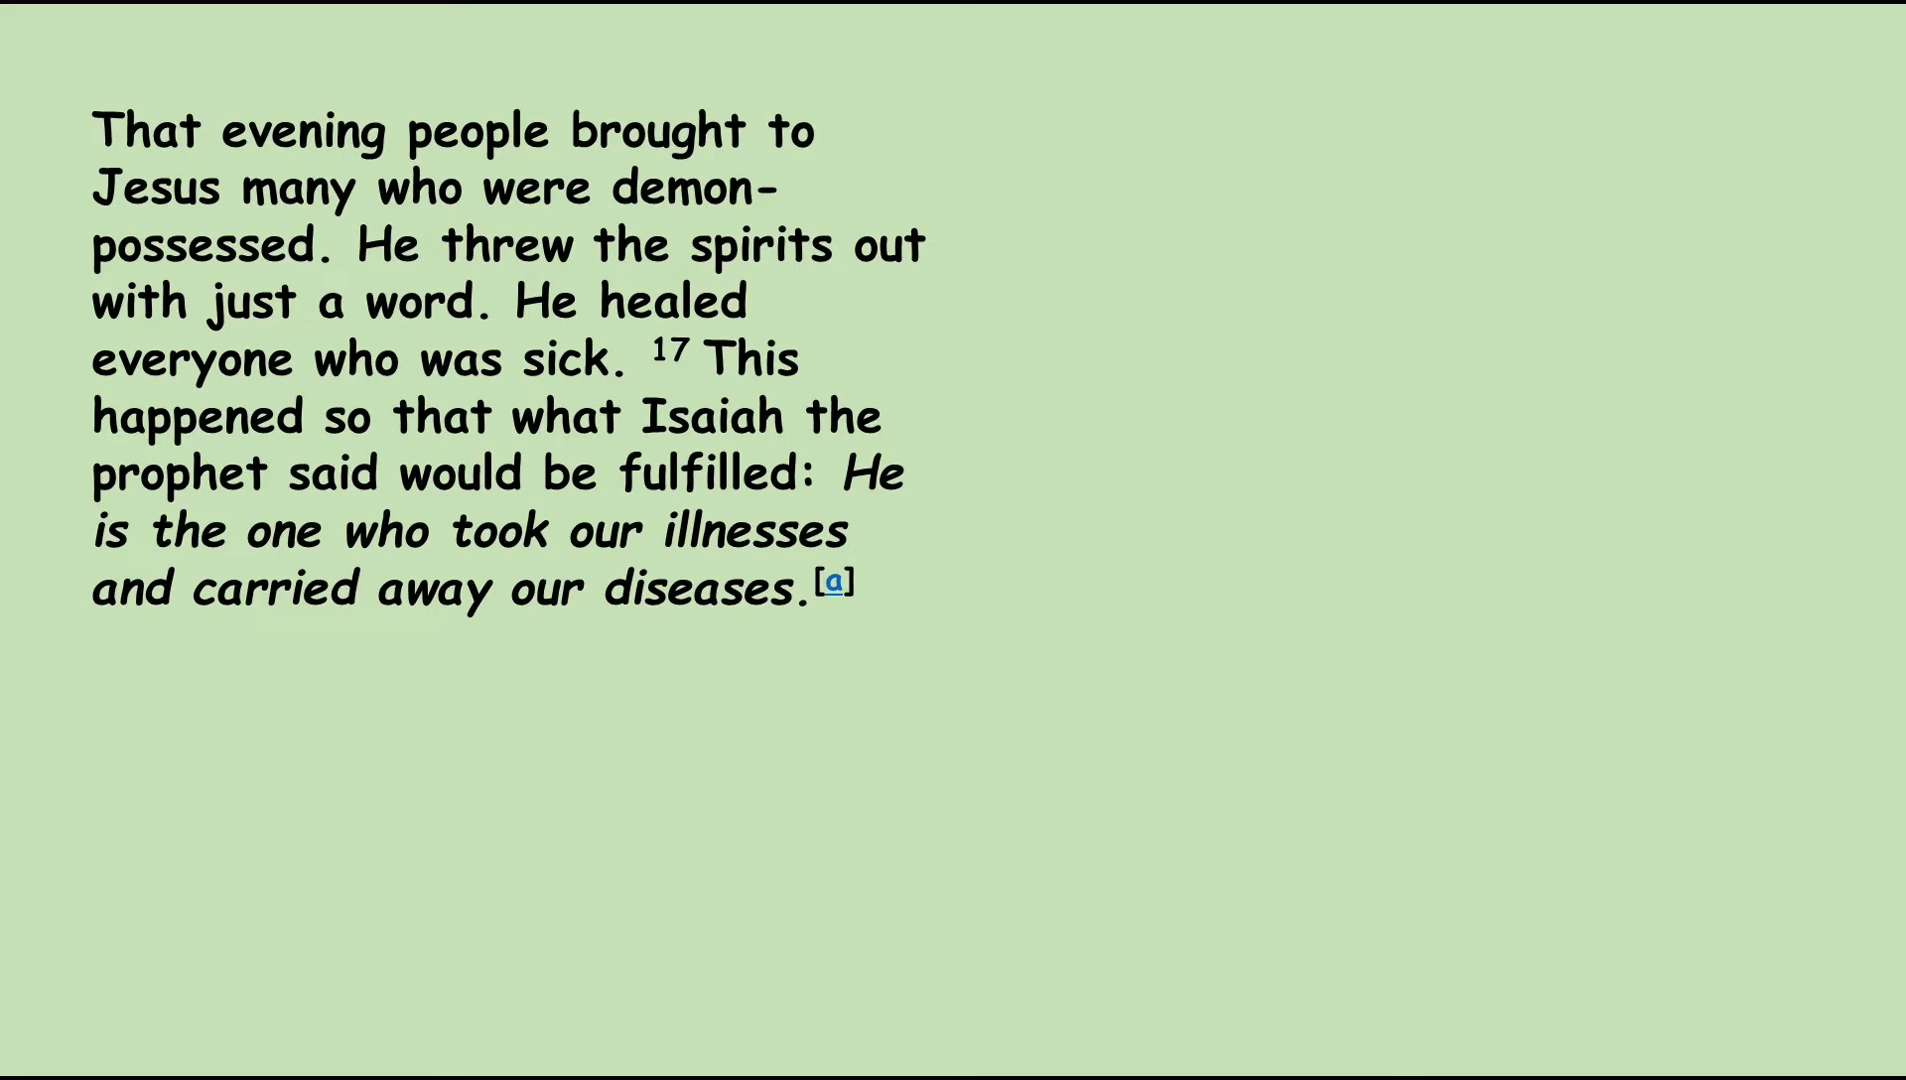 That evening people brought to
Jesus many who were demon-
possessed. He threw the spirits out
with just a word. He healed
everyone who was sick. 17 This
happened so that what Isaiah the
prophet said would be fulfilled: He
is the one who took our illnesses
and carried away our diseases.[a]